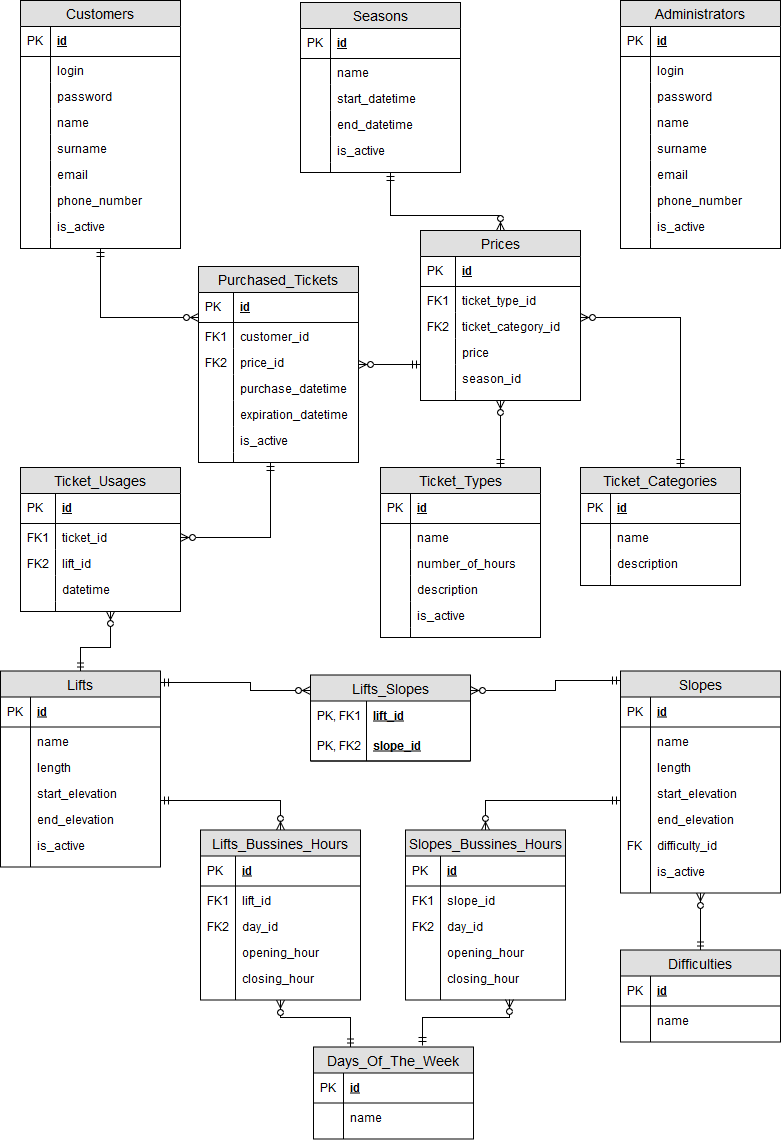 Customers
PK id
login
password
name
surname
email
phone_number
is_active
Seasons
PK id
name
start_datetime
end_datetime
is_active
Administrators
PK id
login
password
name
surname
email
phone_number
is_active
Prices
PK id
FK1 ticket_type_id
FK2 ticket_category_id
price
season_id
Purchased_Tickets
PK id
FK1 customer_id
FK2 price_id
purchase_datetime
expiration_datetime
is_active
Ticket_Usages
PK id
FK1 ticket_id
FK2 lift_id
datetime
Ticket_Types
PK id
name
number_of_hours
description
is_active
Ticket_Categories
PK id
name
description
Lifts
PK id
name
length
start_elevation
end_elevation
is_active
Lifts_Slopes
PK, FK1 lift_id
PK, FK2 slope_id
Slopes
PK id
name
length
start_elevation
end_elevation
FK difficulty_id
is_active
Lifts_Bussines_Hours
PK id
FK1 lift_id
FK2 day_id
opening_hour
closing_hour
Slopes_Bussines_Hours
PK id
FK1 slope_id
FK2 day_id
opening_hour
closing_hour
Difficulties
PK id
name
Days_Of_The_Week
PK id
name